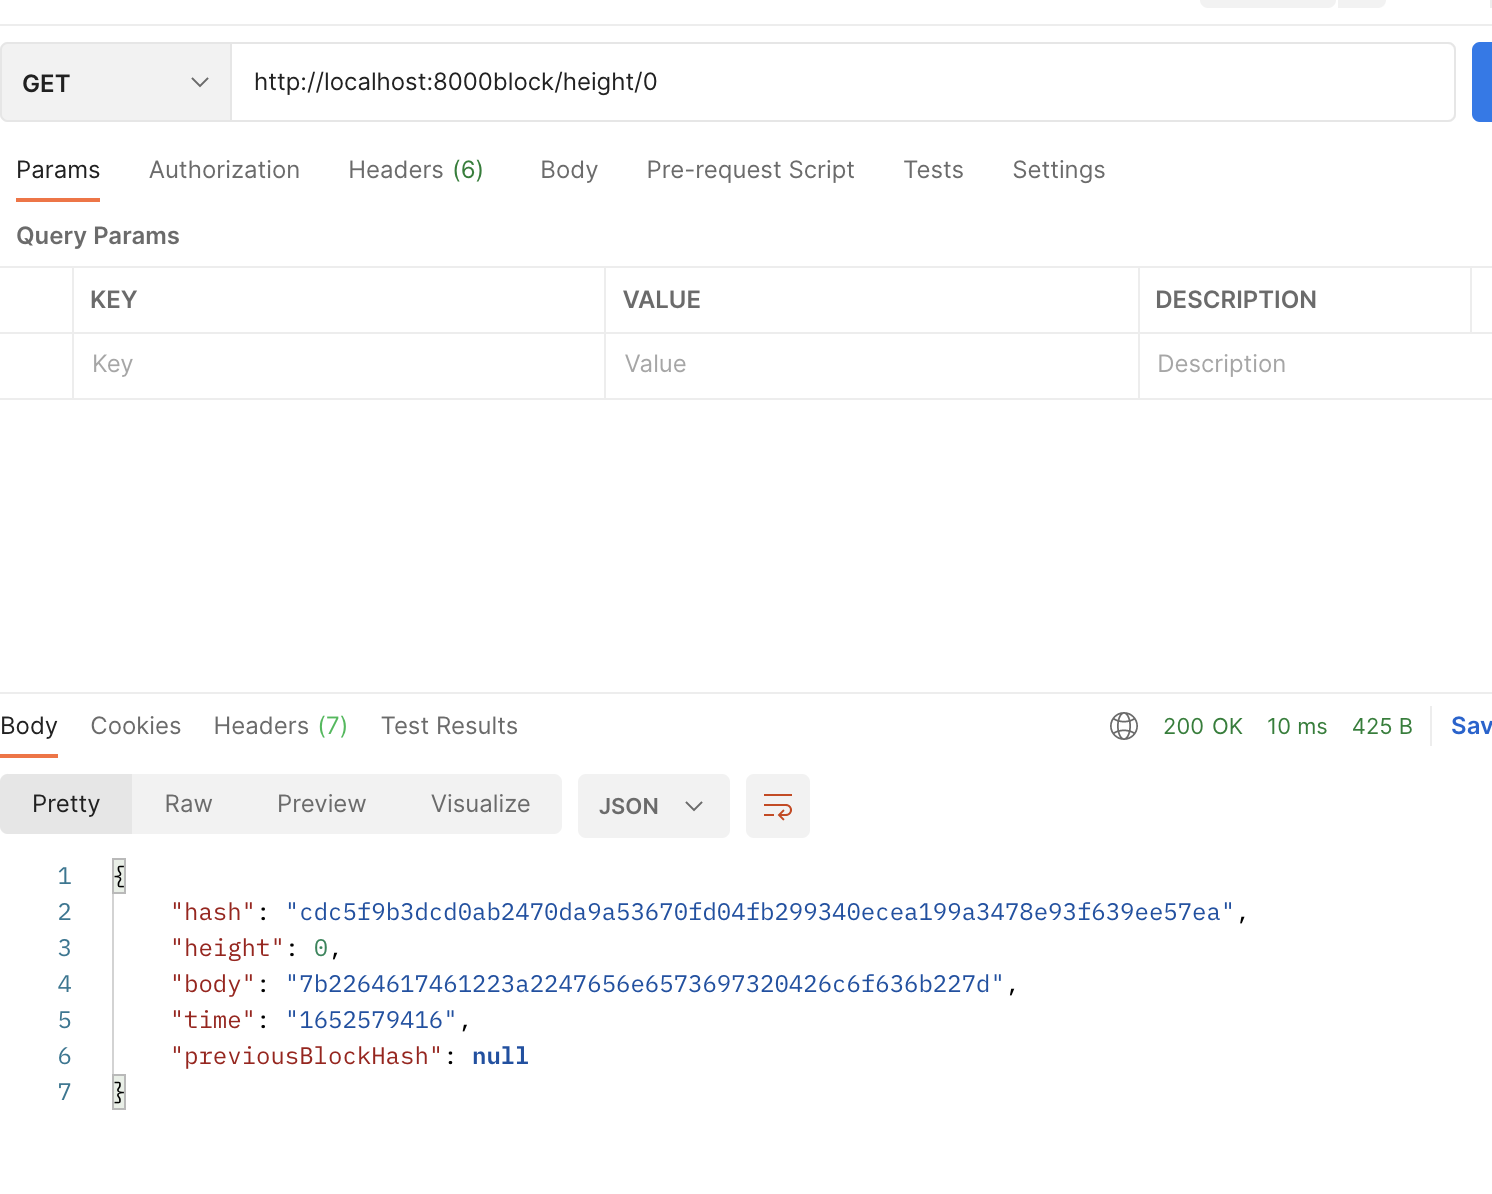 GET http://localhost:8000block/height/0
Params Authorization Headers (6) Body Pre-request Script Tests Settings
Query Params
KEY VALUE DESCRIPTION
Key Value Description
Body Cookies Headers (7) Test Results 200 OK 10 ms 425 B Sav
Pretty Raw Preview Visualize JSON
1 {
2 "hash": "cdc5f9b3dcd0ab2470da9a53670fd04fb299340ecea199a3478e93f639ee57ea",
3 "height": 0,
4 "body": "7b2264617461223a2247656e6573697320426c6f636b227d",
5 "time": "1652579416",
6 "previousBlockHash": null
7 }